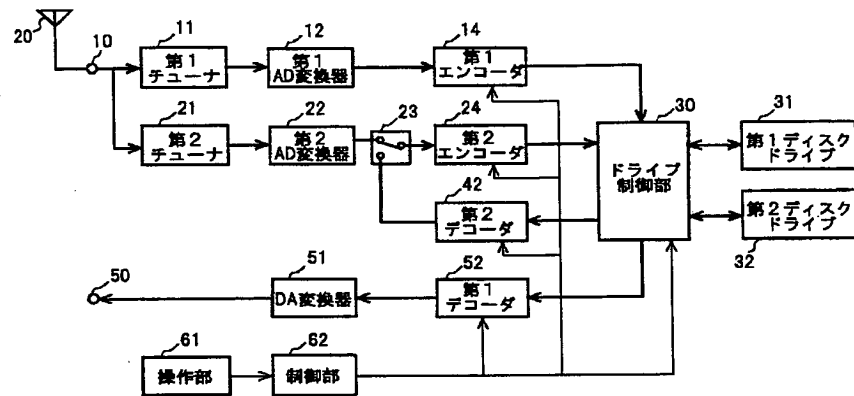 20
10
11
第1
チューナ
12
第1
AD変換器
14
第1
エンコーダ
21
第2
チューナ
22
第2
AD変換器
23
24
第2
エンコーダ
30
ドライブ
制御部
31
第1ディスク
ドライブ
第2ディスク
ドライブ
32
42
第2
デコーダ
50
51
DA変換器
52
第1
デコーダ
61
操作部
62
制御部